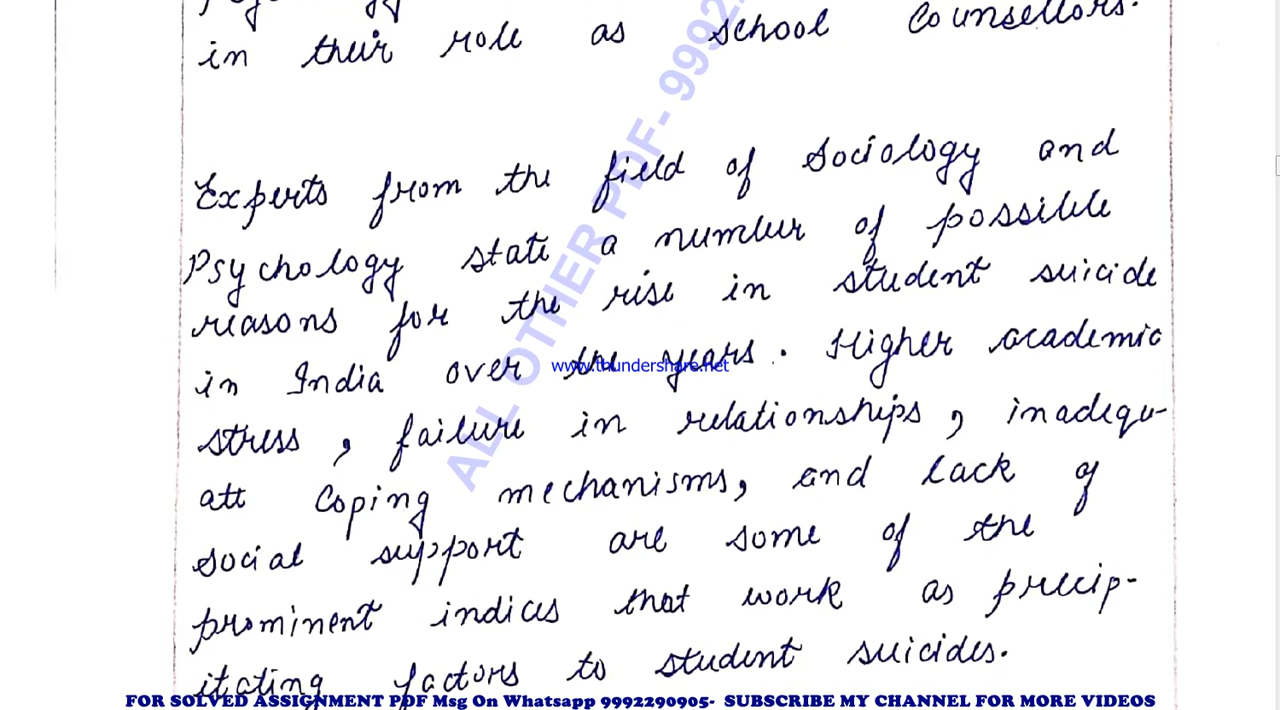 in their role as school Counsellors.
Experts from the field of Sociology and
Psychology state a number of possible
reasons for the rise in student suicide
in India over the years. Higher academic
stress, failure in relationships, inadequ-
ate Coping mechanisms, and lack of
social support are some of the
prominent indices that work as precip-
itating factors to student suicides.
ALL OTHER PDF- 9992
www.thundershare.net
FOR SOLVED ASSIGNMENT PDF Msg On Whatsapp 9992290905- SUBSCRIBE MY CHANNEL FOR MORE VIDEOS